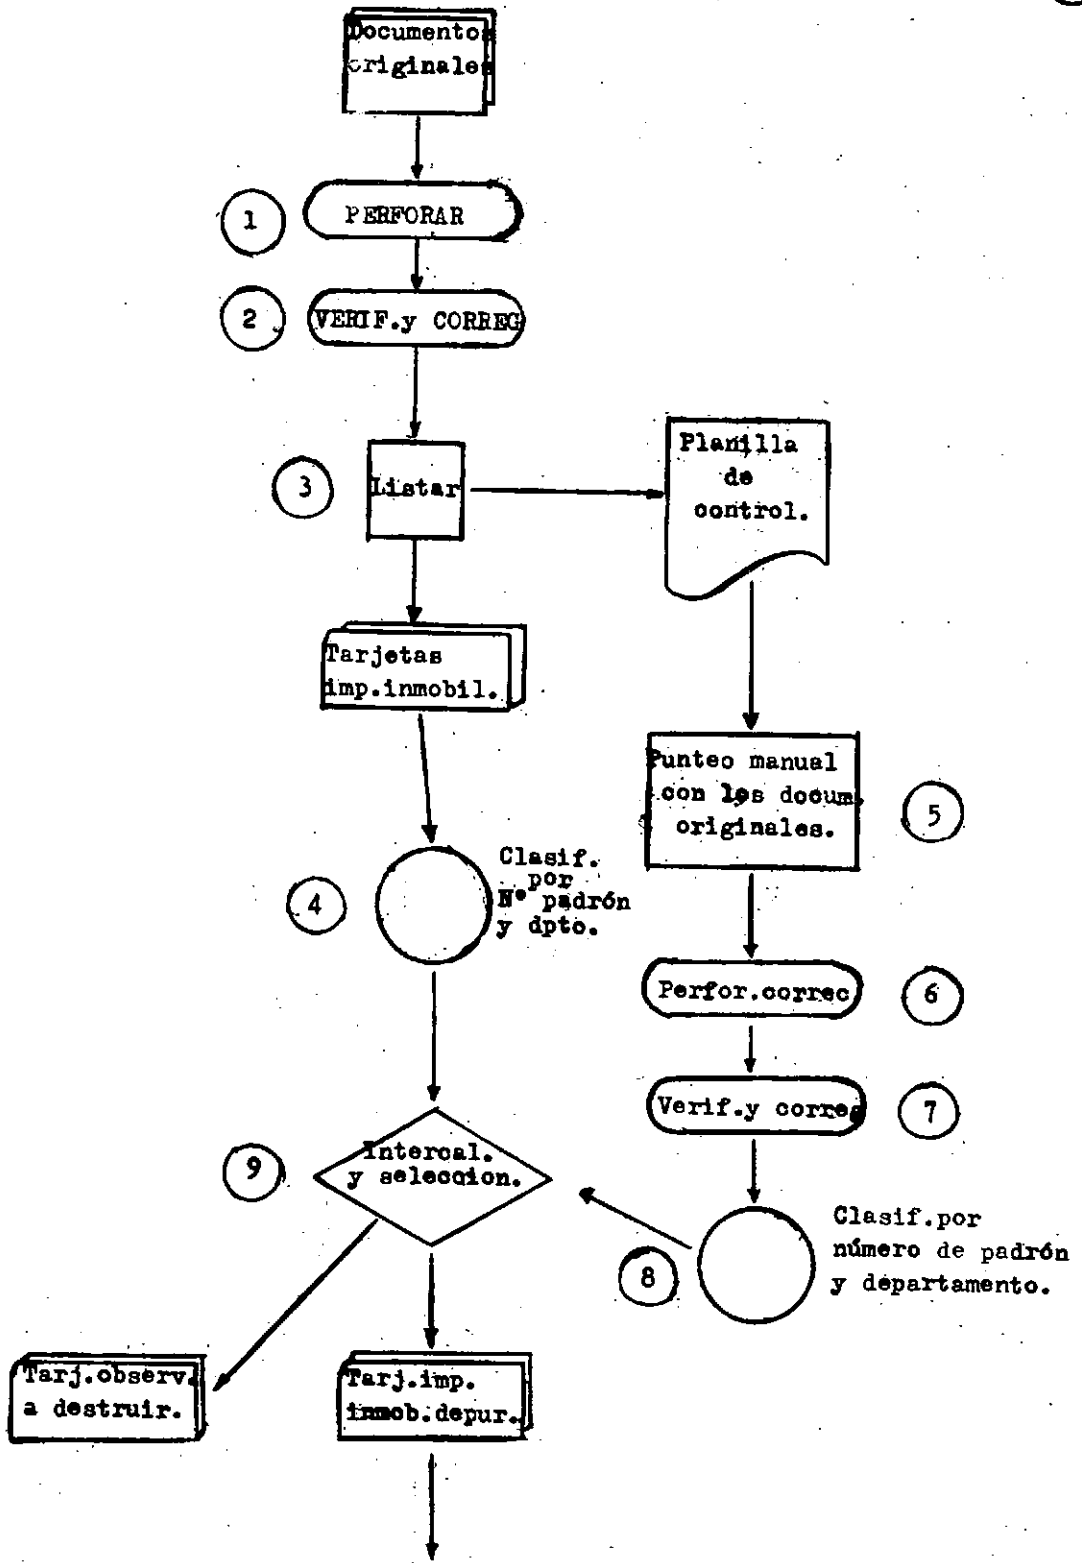 Documentos
originales
1
PERFORAR
2
VERIF.y CORREG
3
Listar
Planilla
de
control.
Tarjetas
imp.inmobil.
Punteo manual
con los docum.
originales.
5
4
Clasif.
por
Nº padrón
y dpto.
Perfor.correc
6
Verif.y correg
7
9
Intercal.
y seleccion.
8
Clasif.por
número de padrón
y departamento.
Tarj.observ.
a destruir.
Tarj.imp.
inmob.depur.